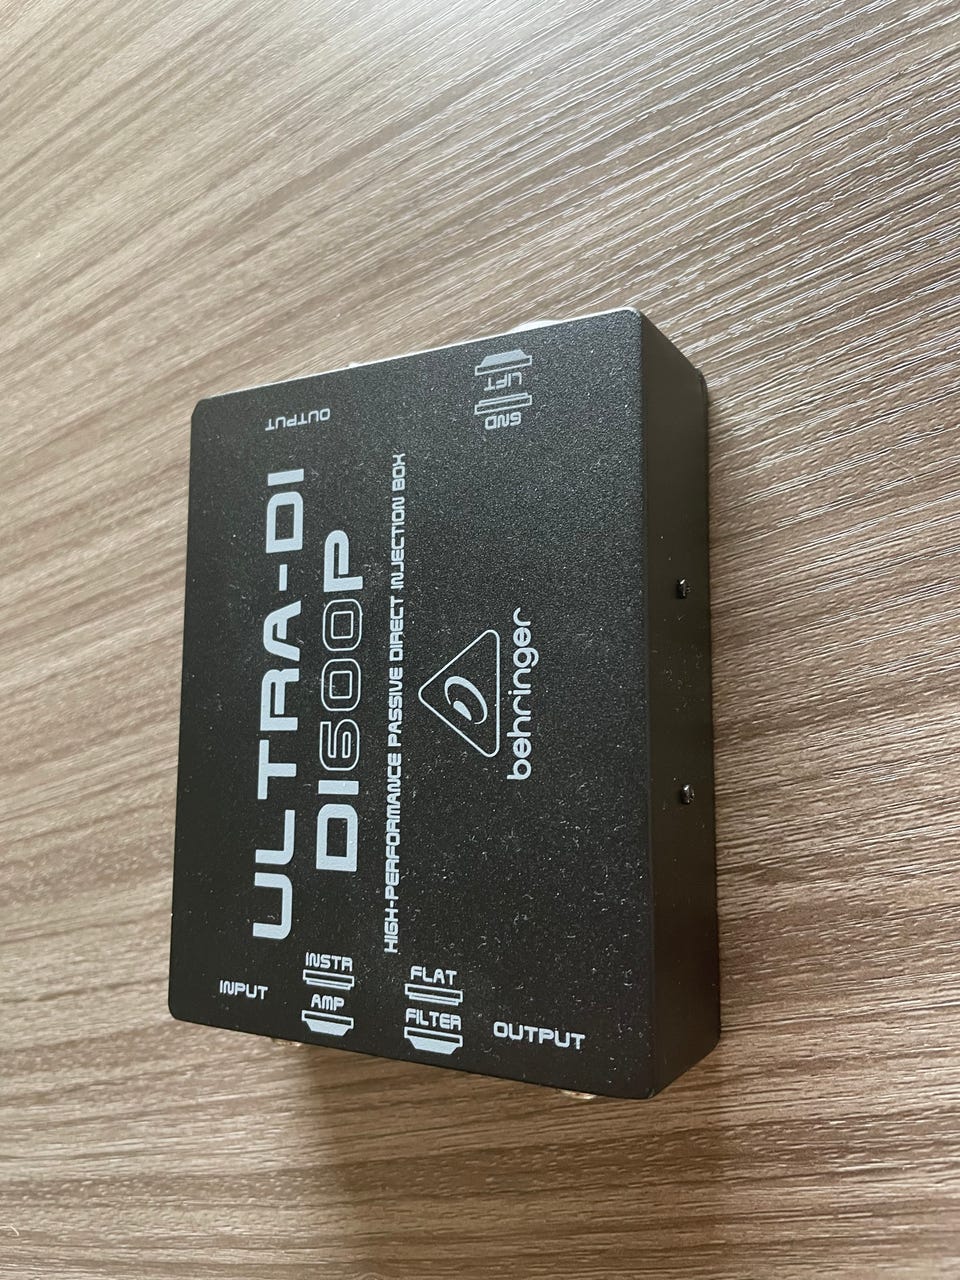 OUTPUT
GND LIFT
ULTRA-DI
DI600P
HIGH-PERFORMANCE PASSIVE DIRECT INJECTION BOX
behringer
INPUT
INSTR
AMP
FLAT
FILTER
OUTPUT